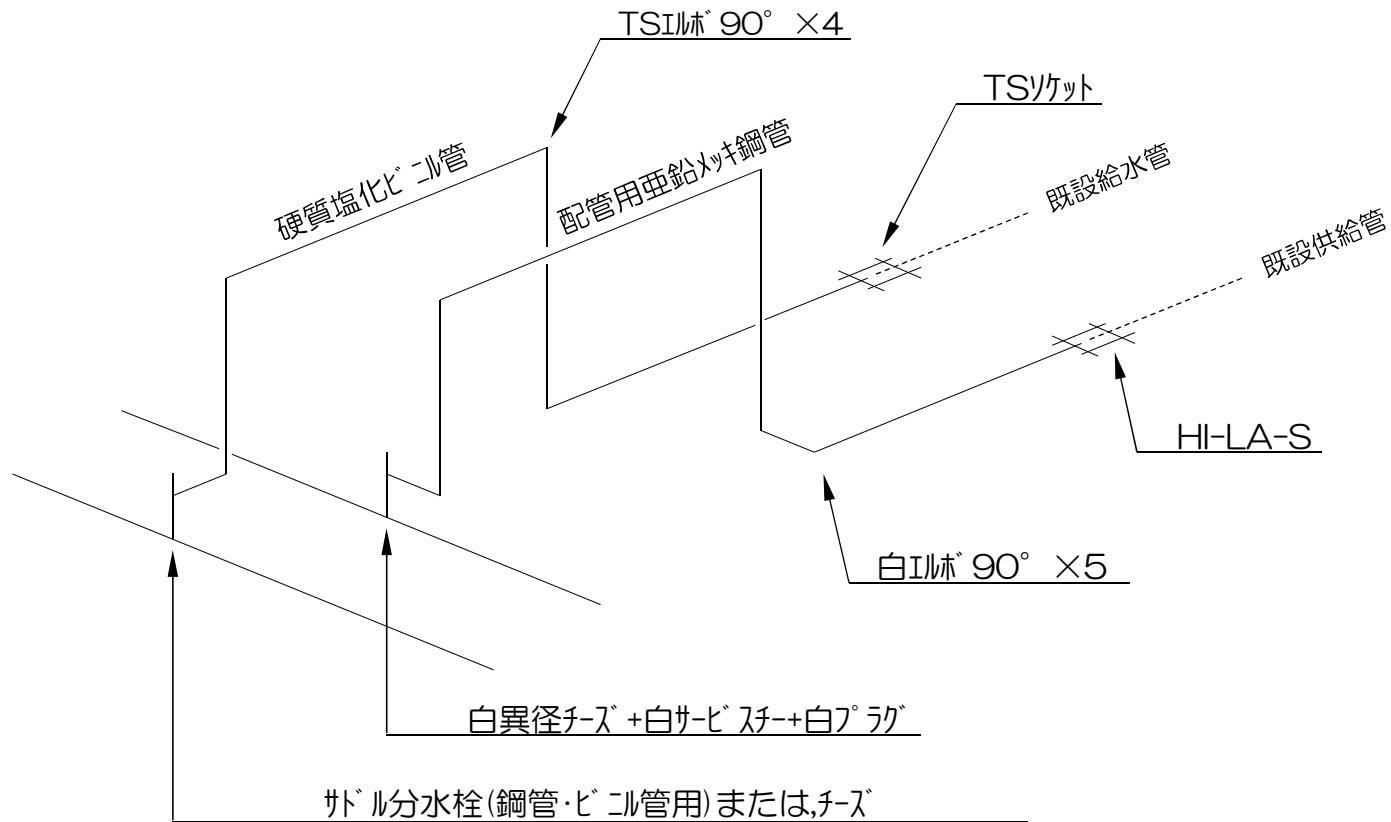 TSｴﾙﾎﾞ90° ×4
TSｿｹｯﾄ
硬質塩化ﾋﾞﾆﾙ管
配管用亜鉛ﾒｯｷ鋼管
既設給水管
既設供給管
HI-LA-S
白ｴﾙﾎﾞ90° ×5
白異径ﾁｰｽﾞ+白ｻｰﾋﾞｽﾁｰ+白ﾌﾟﾗｸﾞ
ｻﾄﾞﾙ分水栓(鋼管･ﾋﾞﾆﾙ管用)または,ﾁｰｽﾞ